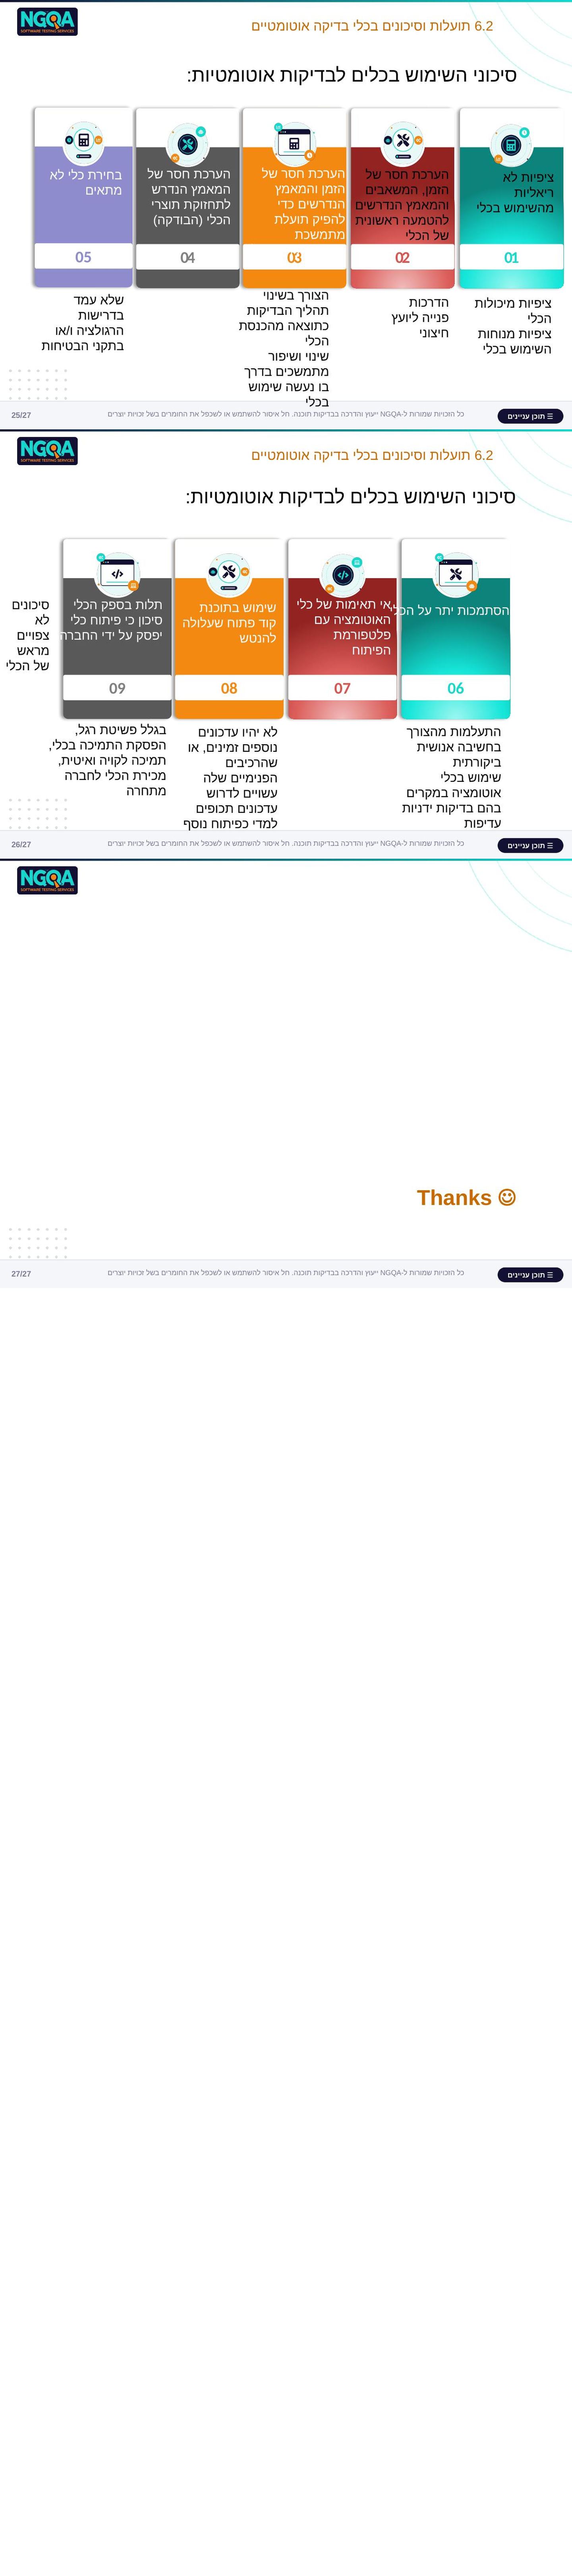 NGQA
SOFTWARE TESTING SERVICES
6.2 תועלות וסיכונים בכלי בדיקה אוטומטיים
סיכוני השימוש בכלים לבדיקות אוטומטיות:
ציפיות לא
ריאליות
מהשימוש בכלי
01
ציפיות מיכולות
הכלי
ציפיות מנוחות
השימוש בכלי
הערכת חסר של
הזמן, המשאבים
והמאמץ הנדרשים
להטמעה ראשונית
של הכלי
02
הדרכות
פנייה ליועץ
חיצוני
הערכת חסר של
הזמן והמאמץ
הנדרשים כדי
להפיק תועלת
מתמשכת
03
הצורך בשינוי
תהליך הבדיקות
כתוצאה מהכנסת
הכלי
שינוי ושיפור
מתמשכים בדרך
בו נעשה שימוש
בכלי
הערכת חסר של
המאמץ הנדרש
לתחזוקת תוצרי
הכלי (הבודקה)
04
בחירת כלי לא
מתאים
05
שלא עמד
בדרישות
הרגולציה ו/או
בתקני הבטיחות
☰ תוכן עניינים
כל הזכויות שמורות ל-NGQA ייעוץ והדרכה בבדיקות תוכנה. חל איסור להשתמש או לשכפל את החומרים בשל זכויות יוצרים
25/27
NGQA
SOFTWARE TESTING SERVICES
6.2 תועלות וסיכונים בכלי בדיקה אוטומטיים
סיכוני השימוש בכלים לבדיקות אוטומטיות:
הסתמכות יתר על הכלי
06
התעלמות מהצורך
בחשיבה אנושית
ביקורתית
שימוש בכלי
אוטומציה במקרים
בהם בדיקות ידניות
עדיפות
אי תאימות של כלי
האוטומציה עם
פלטפורמת
הפיתוח
07
שימוש בתוכנת
קוד פתוח שעלולה
להנטש
08
לא יהיו עדכונים
נוספים זמינים, או
שהרכיבים
הפנימיים שלה
עשויים לדרוש
עדכונים תכופים
למדי כפיתוח נוסף
תלות בספק הכלי
סיכון כי פיתוח כלי
יפסק על ידי החברה
09
בגלל פשיטת רגל,
הפסקת התמיכה בכלי,
תמיכה לקויה ואיטית,
מכירת הכלי לחברה
מתחרה
סיכונים
לא
צפויים
מראש
של הכלי
☰ תוכן עניינים
כל הזכויות שמורות ל-NGQA ייעוץ והדרכה בבדיקות תוכנה. חל איסור להשתמש או לשכפל את החומרים בשל זכויות יוצרים
26/27
NGQA
SOFTWARE TESTING SERVICES
Thanks ☺
☰ תוכן עניינים
כל הזכויות שמורות ל-NGQA ייעוץ והדרכה בבדיקות תוכנה. חל איסור להשתמש או לשכפל את החומרים בשל זכויות יוצרים
27/27